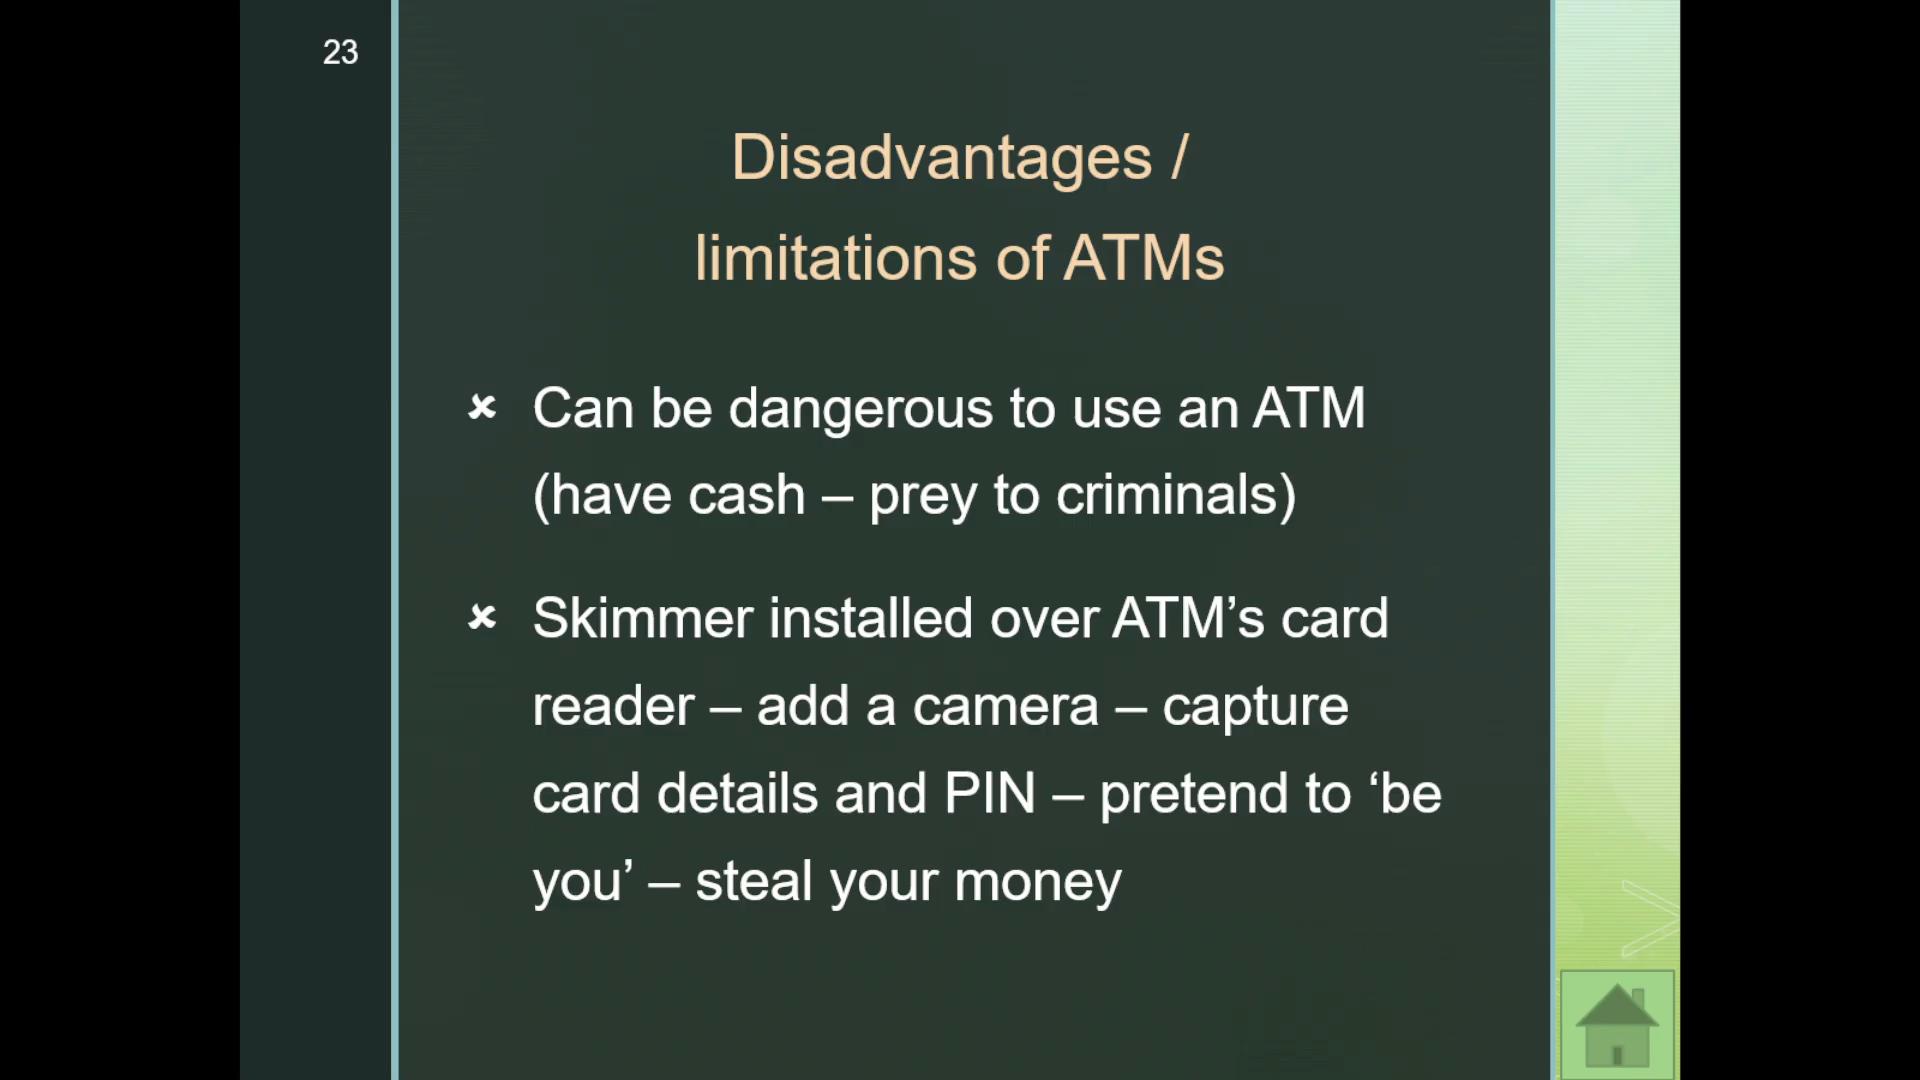 23
Disadvantages /
limitations of ATMs
Can be dangerous to use an ATM
(have cash – prey to criminals)
Skimmer installed over ATM’s card
reader – add a camera – capture
card details and PIN – pretend to ‘be
you’ – steal your money